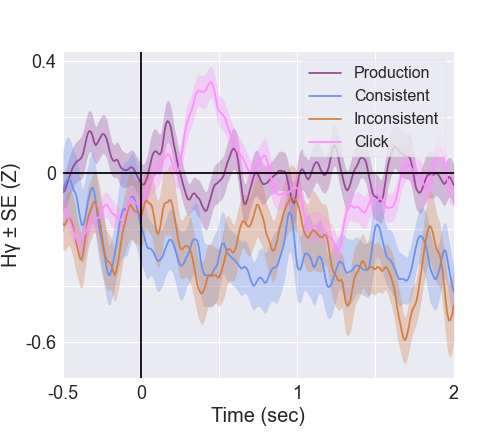 0.4
0
-0.6
Hγ ± SE (Z)
Production
Consistent
Inconsistent
Click
-0.5
0
1
2
Time (sec)